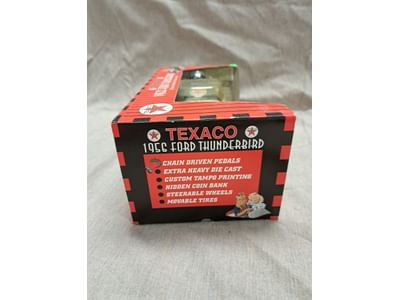 TEXACO
1956 FORD THUNDERBIRD
CHAIN DRIVEN PEDALS
EXTRA HEAVY DIE CAST
CUSTOM TAMPO PRINTING
HIDDEN COIN BANK
STEERABLE WHEELS
MOVABLE TIRES